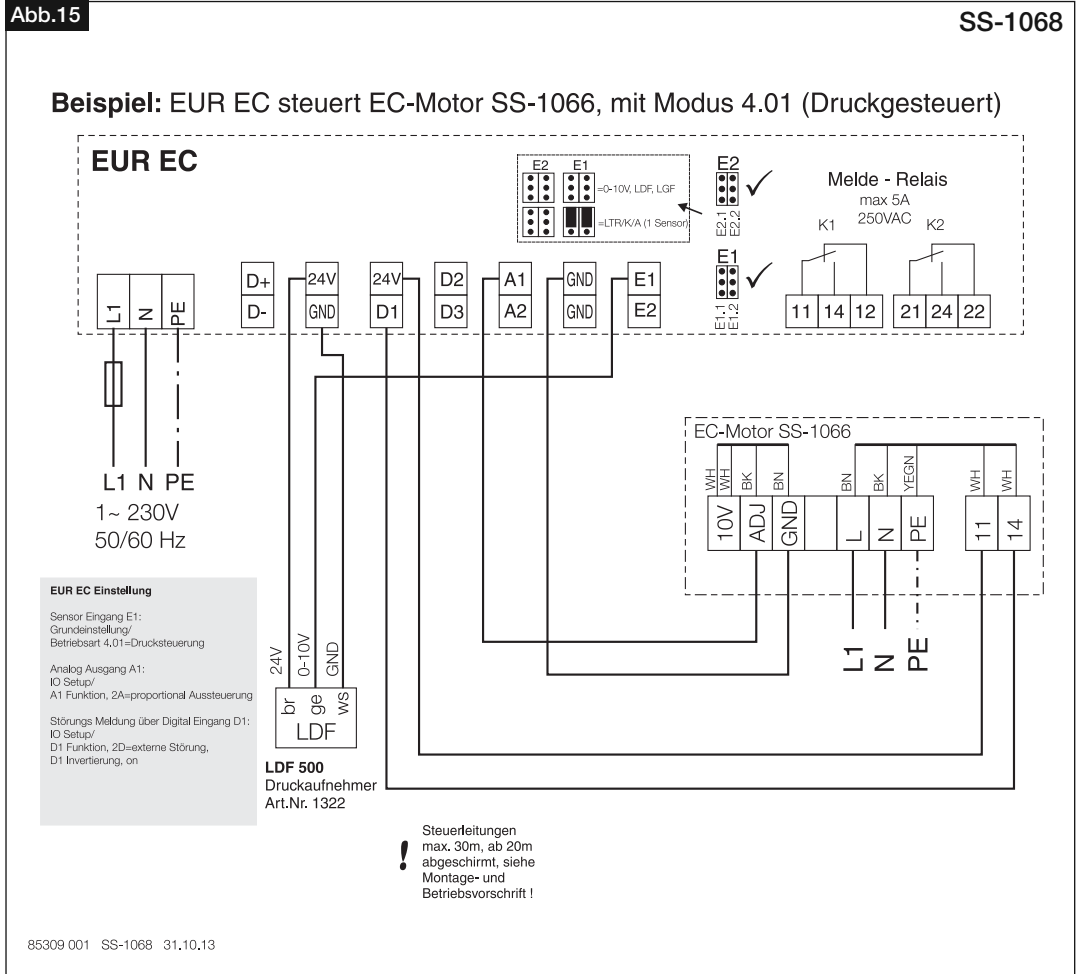 Abb.15
SS-1068
Beispiel: EUR EC steuert EC-Motor SS-1066, mit Modus 4.01 (Druckgesteuert)
EUR EC
E2 E1
=0-10V, LDF, LGF
=LTR/K/A (1 Sensor)
E2
E2.1 E2.2
E1
E1.1 E1.2
Melde - Relais
max 5A
250VAC
K1 K2
11 14 12 21 24 22
L1 N PE
D+ 24V 24V D2 A1 GND E1
D- GND D1 D3 A2 GND E2
L1 N PE
1~ 230V
50/60 Hz
EC-Motor SS-1066
WH WH BK BN BN BK YEGN WH WH
10V ADJ GND L N PE 11 14
L1 N PE
EUR EC Einstellung
Sensor Eingang E1:
Grundeinstellung/
Betriebsart 4.01=Drucksteuerung
Analog Ausgang A1:
IO Setup/
A1 Funktion, 2A=proportional Aussteuerung
Störungs Meldung über Digital Eingang D1:
IO Setup/
D1 Funktion, 2D=externe Störung,
D1 Invertierung, on
24V 0-10V GND
br ge ws
LDF
LDF 500
Druckaufnehmer
Art.Nr. 1322
! Steuerleitungen
max. 30m, ab 20m
abgeschirmt, siehe
Montage- und
Betriebsvorschrift !
85309 001 SS-1068 31.10.13